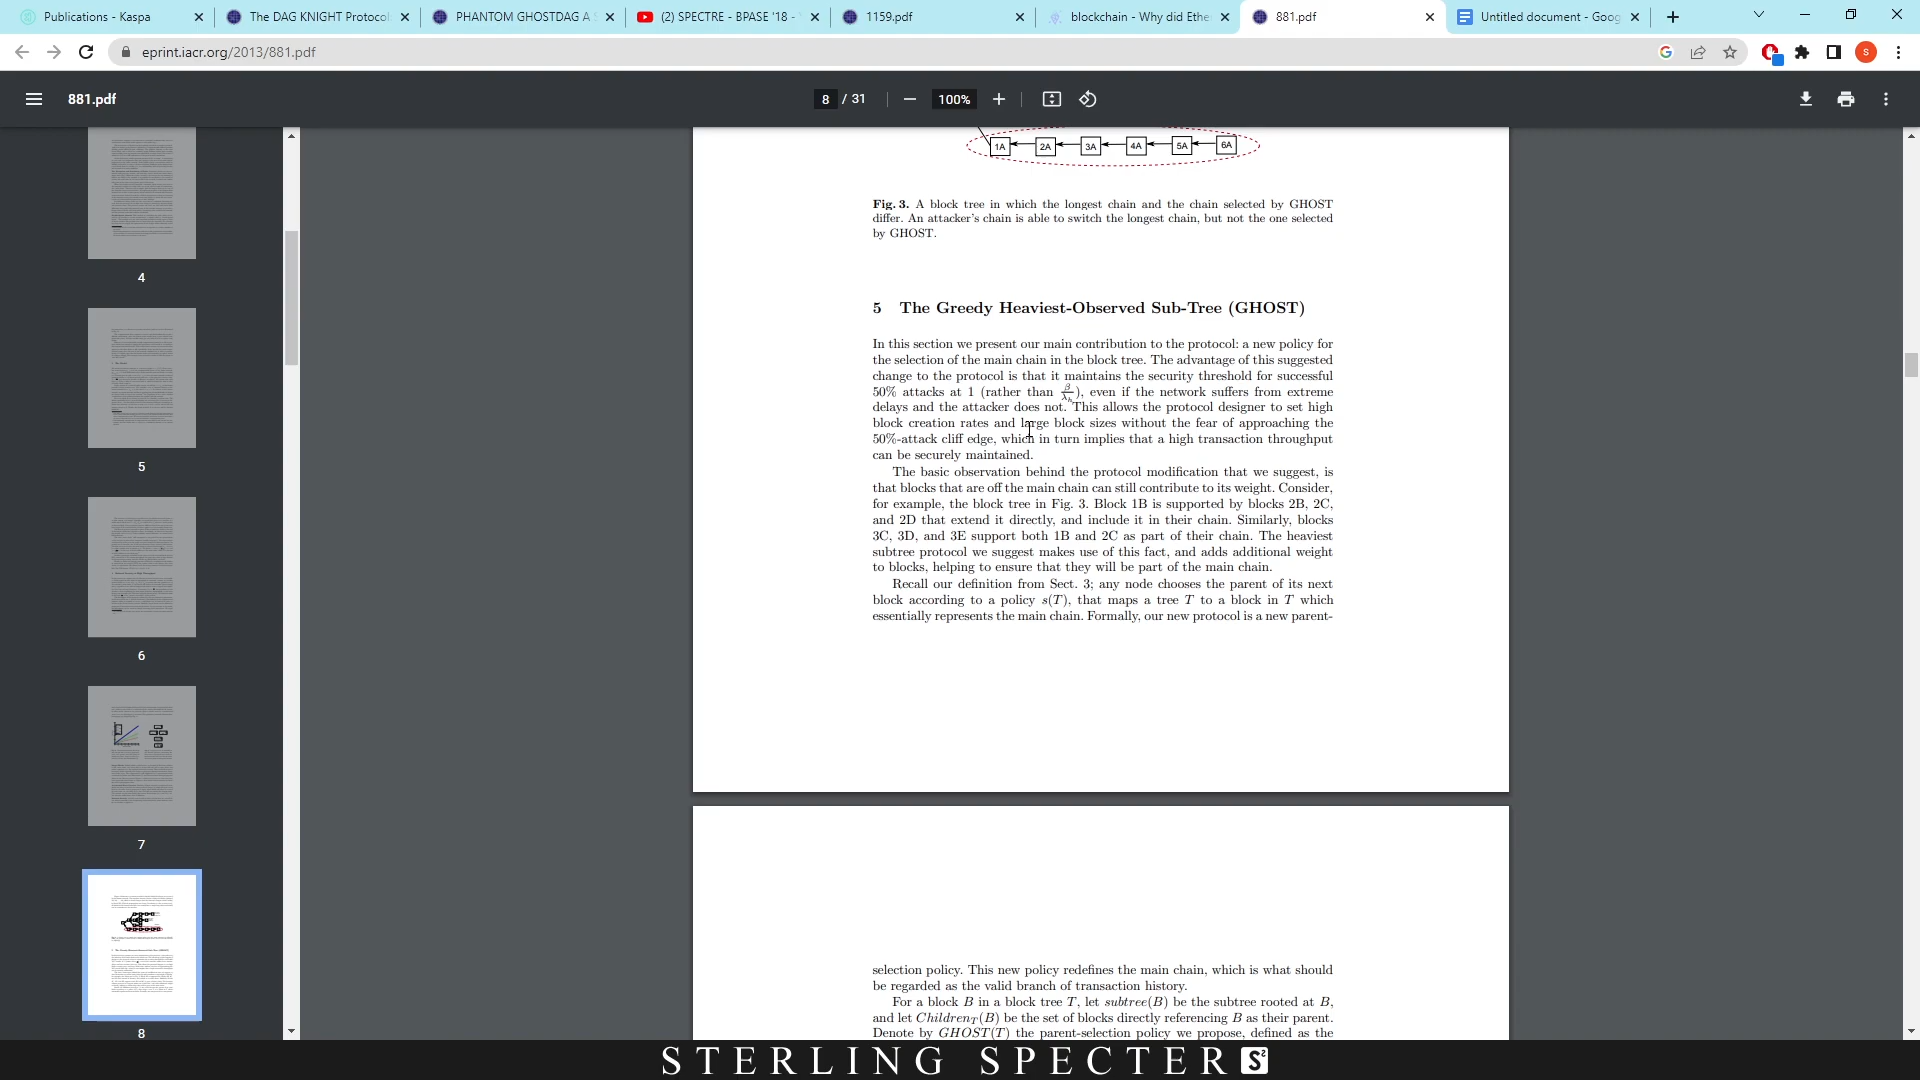 Publications - Kaspa
The DAG KNIGHT Protocol
PHANTOM GHOSTDAG A S
(2) SPECTRE - BPASE '18 -
1159.pdf
blockchain - Why did Ethe
881.pdf
Untitled document - Goog
eprint.iacr.org/2013/881.pdf
S
881.pdf
8 / 31
100%
4
5
6
7
8
1A 2A 3A 4A 5A 6A
Fig. 3. A block tree in which the longest chain and the chain selected by GHOST
differ. An attacker's chain is able to switch the longest chain, but not the one selected
by GHOST.
5 The Greedy Heaviest-Observed Sub-Tree (GHOST)
In this section we present our main contribution to the protocol: a new policy for
the selection of the main chain in the block tree. The advantage of this suggested
change to the protocol is that it maintains the security threshold for successful
50% attacks at 1 (rather than β/λh), even if the network suffers from extreme
delays and the attacker does not. This allows the protocol designer to set high
block creation rates and large block sizes without the fear of approaching the
50%-attack cliff edge, which in turn implies that a high transaction throughput
can be securely maintained.
The basic observation behind the protocol modification that we suggest, is
that blocks that are off the main chain can still contribute to its weight. Consider,
for example, the block tree in Fig. 3. Block 1B is supported by blocks 2B, 2C,
and 2D that extend it directly, and include it in their chain. Similarly, blocks
3C, 3D, and 3E support both 1B and 2C as part of their chain. The heaviest
subtree protocol we suggest makes use of this fact, and adds additional weight
to blocks, helping to ensure that they will be part of the main chain.
Recall our definition from Sect. 3; any node chooses the parent of its next
block according to a policy s(T), that maps a tree T to a block in T which
essentially represents the main chain. Formally, our new protocol is a new parent-
selection policy. This new policy redefines the main chain, which is what should
be regarded as the valid branch of transaction history.
For a block B in a block tree T, let subtree(B) be the subtree rooted at B,
and let ChildrenT(B) be the set of blocks directly referencing B as their parent.
Denote by GHOST(T) the parent-selection policy we propose, defined as the
STERLING SPECTER S²